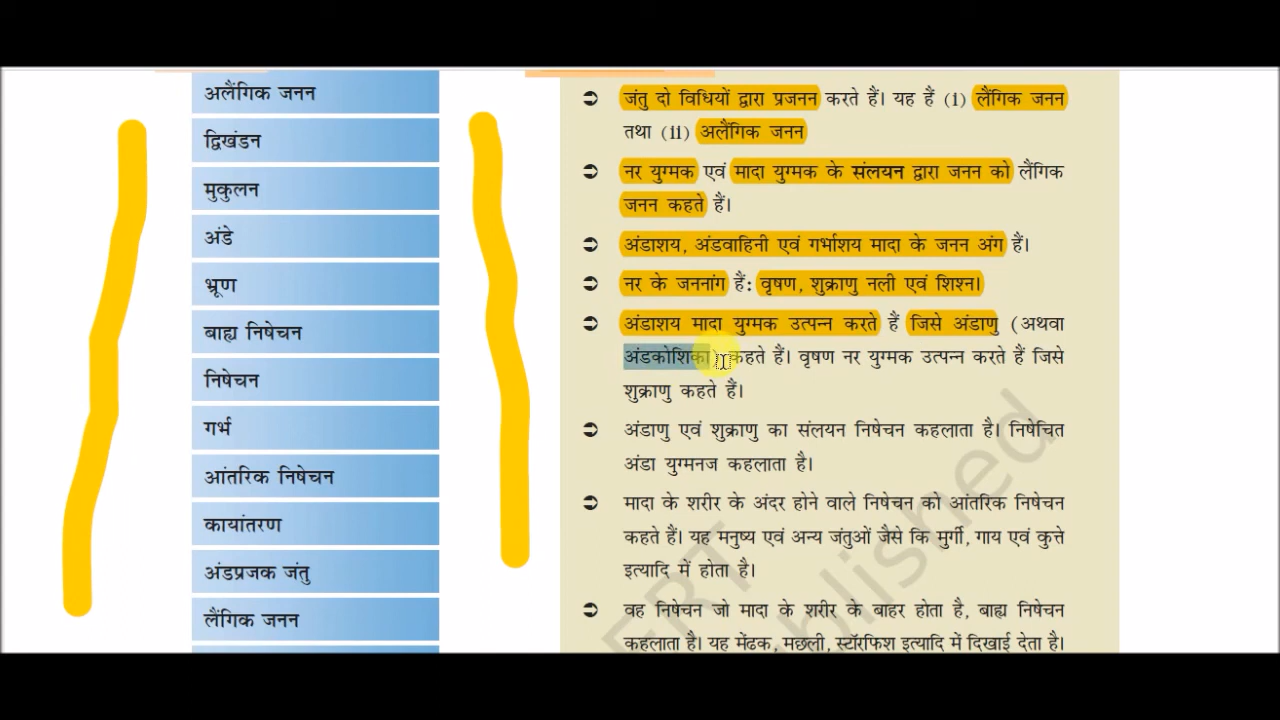 अलैंगिक जनन
द्विखंडन
मुकुलन
अंडे
भ्रूण
बाह्य निषेचन
निषेचन
गर्भ
आंतरिक निषेचन
कायांतरण
अंडप्रजक जंतु
लैंगिक जनन
➲ जंतु दो विधियों द्वारा प्रजनन करते हैं। यह हैं (i) लैंगिक जनन
तथा (ii) अलैंगिक जनन
➲ नर युग्मक एवं मादा युग्मक के संलयन द्वारा जनन को लैंगिक
जनन कहते हैं।
➲ अंडाशय, अंडवाहिनी एवं गर्भाशय मादा के जनन अंग हैं।
➲ नर के जननांग हैं: वृषण, शुक्राणु नली एवं शिश्न।
➲ अंडाशय मादा युग्मक उत्पन्न करते हैं जिसे अंडाणु (अथवा
अंडकोशिका) कहते हैं। वृषण नर युग्मक उत्पन्न करते हैं जिसे
शुक्राणु कहते हैं।
➲ अंडाणु एवं शुक्राणु का संलयन निषेचन कहलाता है। निषेचित
अंडा युग्मनज कहलाता है।
➲ मादा के शरीर के अंदर होने वाले निषेचन को आंतरिक निषेचन
कहते हैं। यह मनुष्य एवं अन्य जंतुओं जैसे कि मुर्गी, गाय एवं कुत्ते
इत्यादि में होता है।
➲ वह निषेचन जो मादा के शरीर के बाहर होता है, बाह्य निषेचन
कहलाता है। यह मेंढक, मछली, स्टॉरफिश इत्यादि में दिखाई देता है।